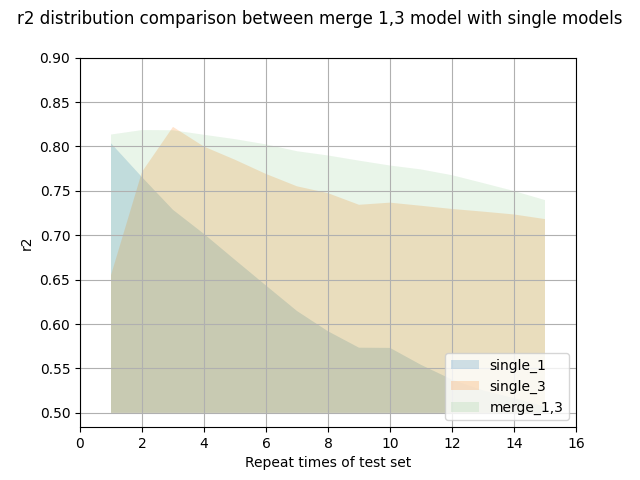 r2 distribution comparison between merge 1,3 model with single models
0.90
0.85
0.80
0.75
0.70
0.65
0.60
0.55
0.50
r2
single_1
single_3
merge_1,3
0 2 4 6 8 10 12 14 16
Repeat times of test set